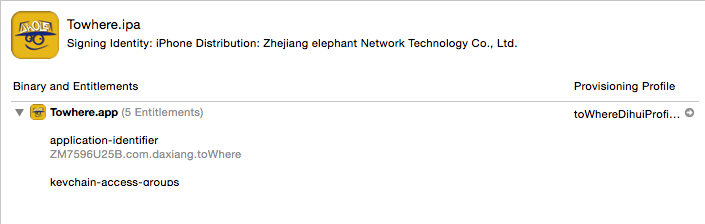 Towhere.ipa
Signing Identity: iPhone Distribution: Zhejiang elephant Network Technology Co., Ltd.
Binary and Entitlements
Provisioning Profile
Towhere.app (5 Entitlements)
toWhereDihuiProfi...
application-identifier
ZM7596U25B.com.daxiang.toWhere
keychain-access-groups